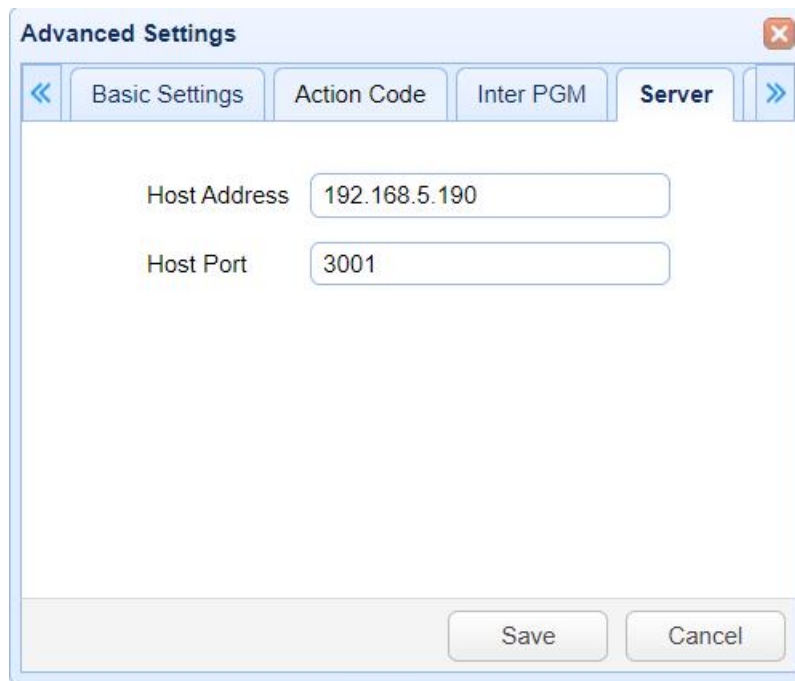 Advanced Settings
Basic Settings Action Code Inter PGM Server
Host Address 192.168.5.190
Host Port 3001
Save Cancel